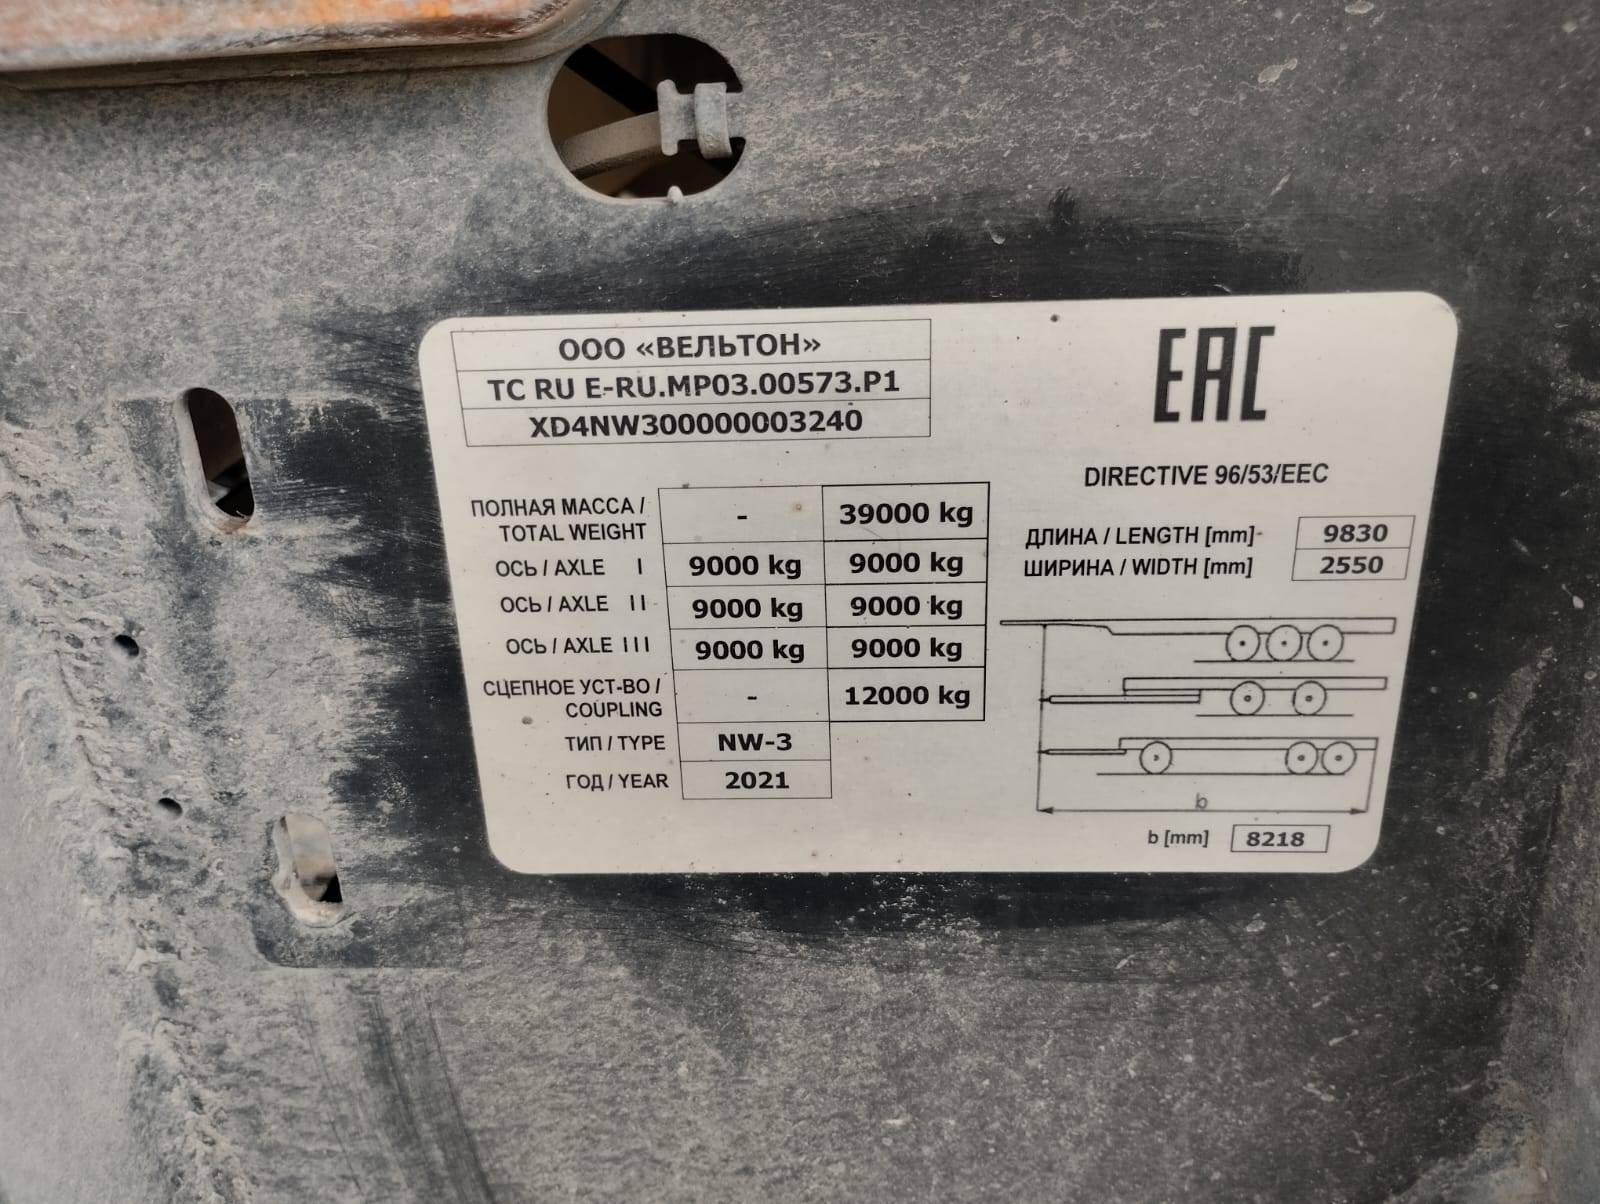 ООО «ВЕЛЬТОН»
ТС RU E-RU.MP03.00573.P1
XD4NW300000003240
EAC
DIRECTIVE 96/53/EEC
ПОЛНАЯ МАССА / TOTAL WEIGHT - 39000 kg
ОСЬ / AXLE I 9000 kg 9000 kg
ОСЬ / AXLE II 9000 kg 9000 kg
ОСЬ / AXLE III 9000 kg 9000 kg
СЦЕПНОЕ УСТ-ВО / COUPLING - 12000 kg
ТИП / TYPE NW-3
ГОД / YEAR 2021
ДЛИНА / LENGTH [mm] 9830
ШИРИНА / WIDTH [mm] 2550
b
b [mm] 8218